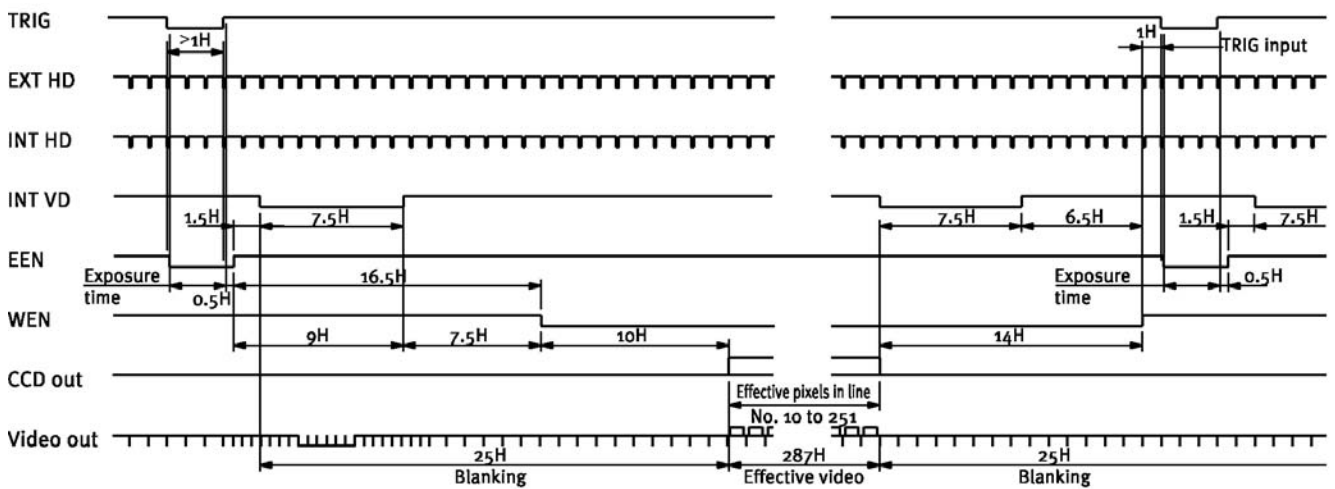 TRIG
>1H
1H
TRIG input
EXT HD
INT HD
INT VD
1.5H
7.5H
7.5H
6.5H
1.5H
7.5H
EEN
Exposure
time
0.5H
16.5H
Exposure
time
0.5H
WEN
9H
7.5H
10H
14H
CCD out
Effective pixels in line
No. 10 to 251
Video out
25H
Blanking
287H
Effective video
25H
Blanking